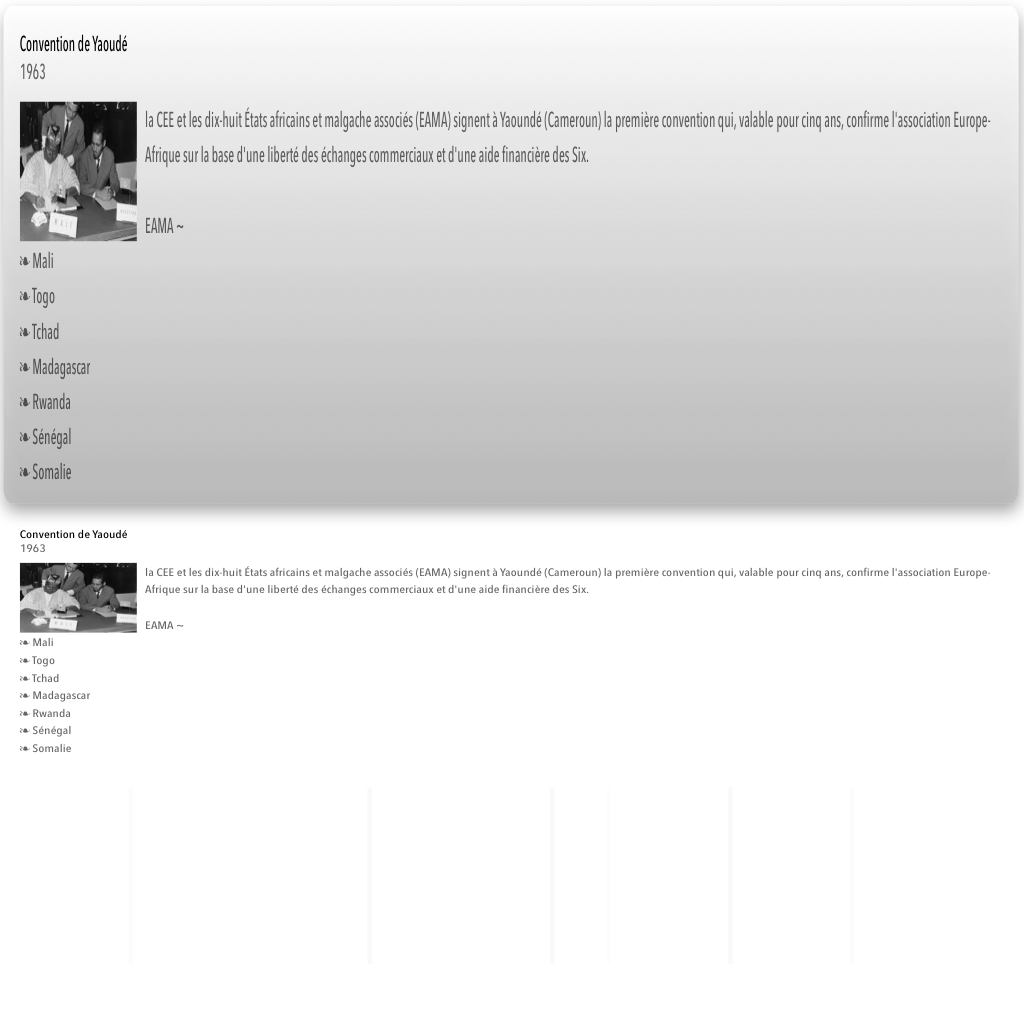 Convention de Yaoudé
1963
la CEE et les dix-huit États africains et malgache associés (EAMA) signent à Yaoundé (Cameroun) la première convention qui, valable pour cinq ans, confirme l'association Europe-
Afrique sur la base d'une liberté des échanges commerciaux et d'une aide financière des Six.
MALI
EAMA ~
❧ Mali
❧ Togo
❧ Tchad
❧ Madagascar
❧ Rwanda
❧ Sénégal
❧ Somalie
Convention de Yaoudé
1963
la CEE et les dix-huit États africains et malgache associés (EAMA) signent à Yaoundé (Cameroun) la première convention qui, valable pour cinq ans, confirme l'association Europe-
Afrique sur la base d'une liberté des échanges commerciaux et d'une aide financière des Six.
MALI
EAMA ~
❧ Mali
❧ Togo
❧ Tchad
❧ Madagascar
❧ Rwanda
❧ Sénégal
❧ Somalie